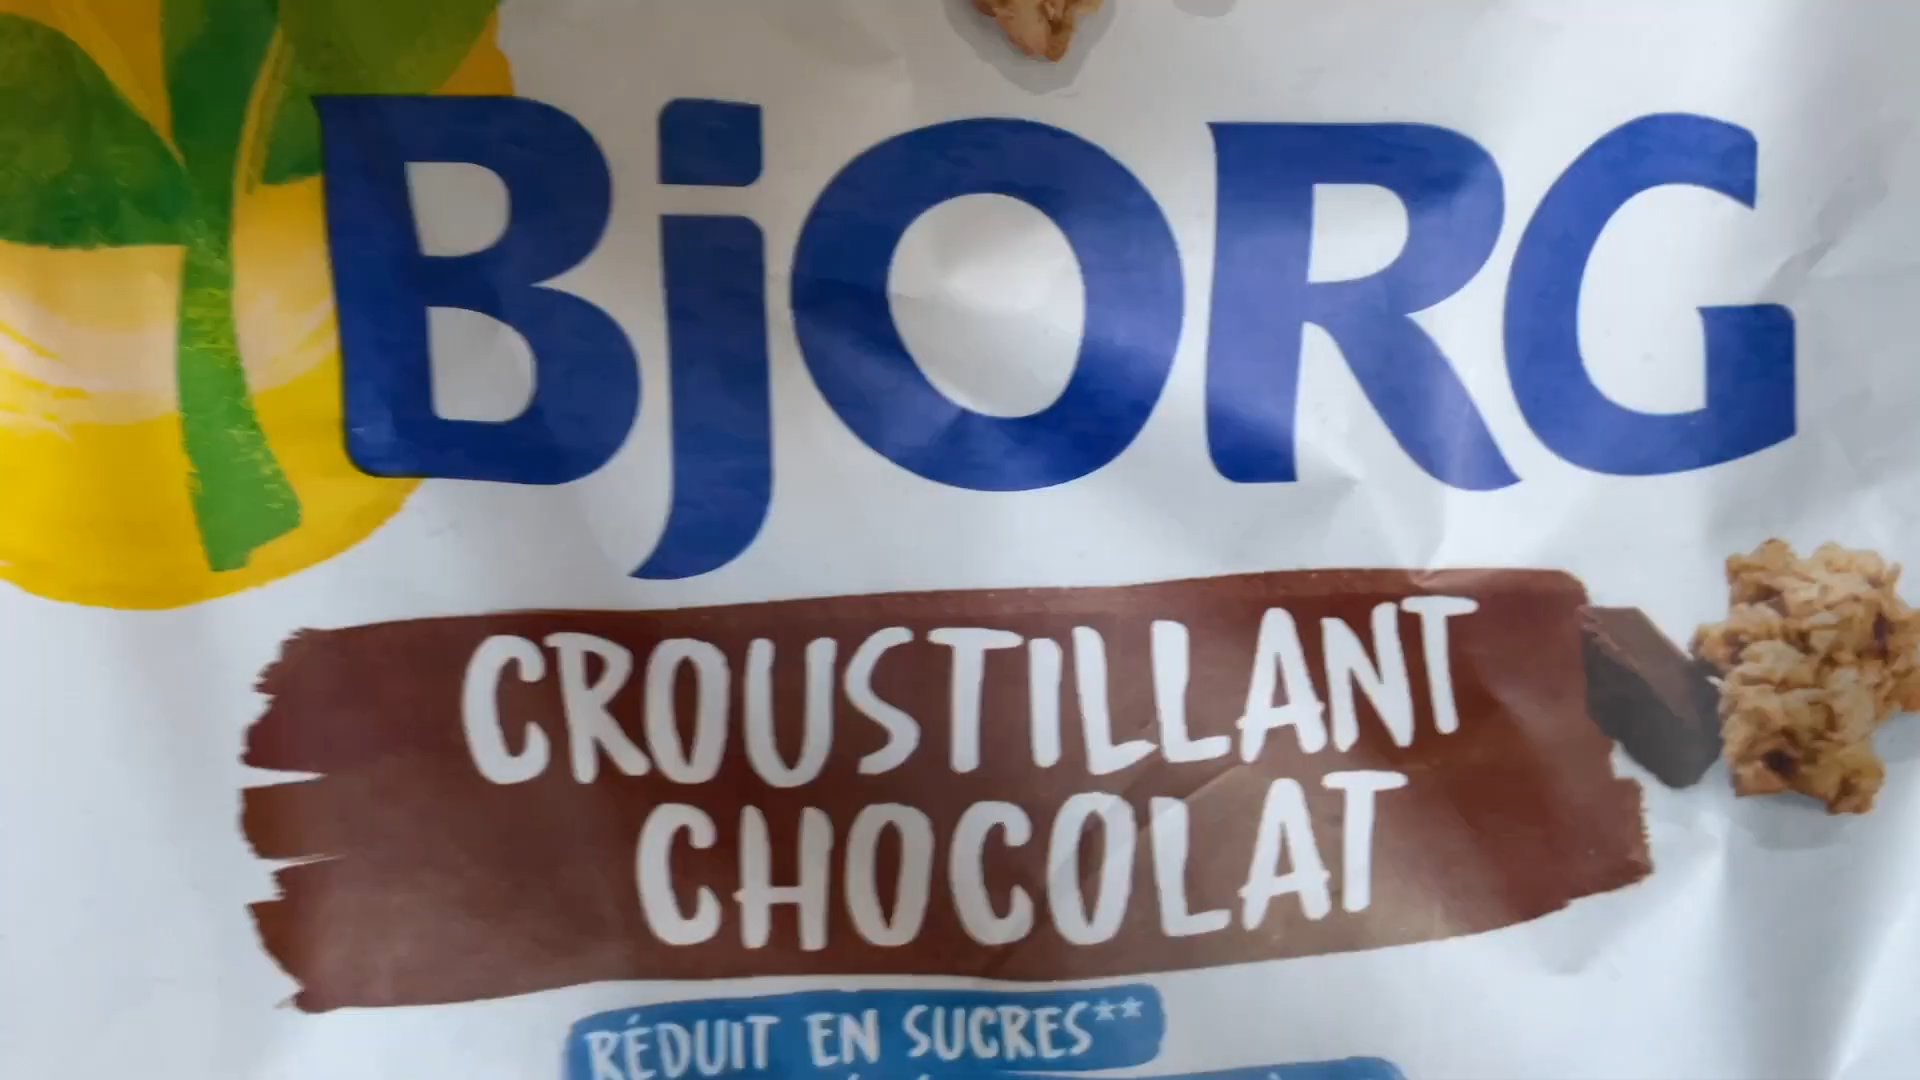 BjORG
CROUSTILLANT
CHOCOLAT
RÉDUIT EN SUCRES**